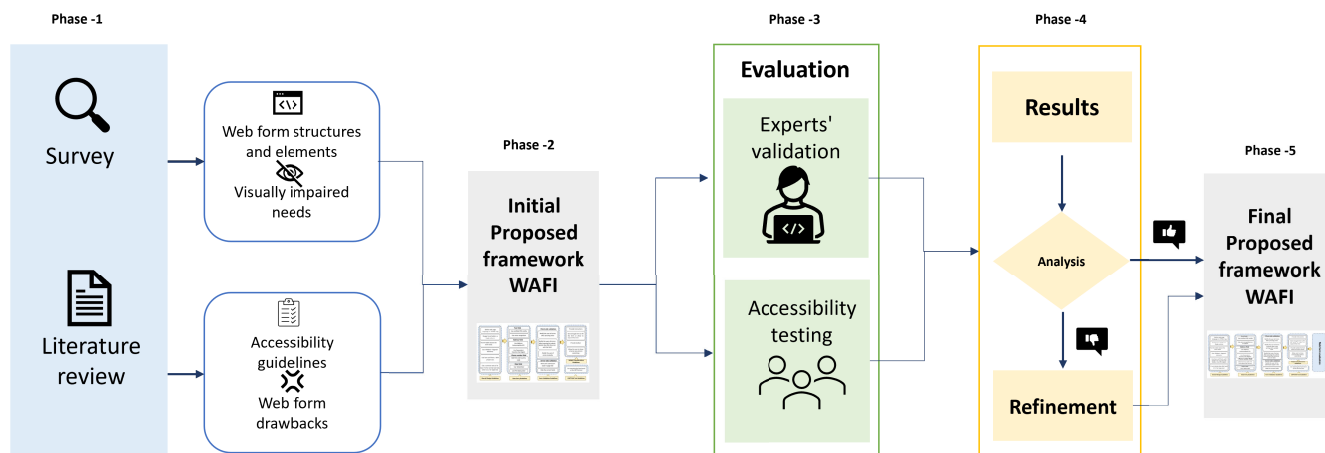 Phase -1
Survey
Literature
review
Web form structures
and elements
Visually impaired
needs
Accessibility
guidelines
Web form
drawbacks
Phase -2
Initial
Proposed
framework
WAFI
Phase -3
Evaluation
Experts'
validation
Accessibility
testing
Phase -4
Results
Analysis
Refinement
Phase -5
Final
Proposed
framework
WAFI